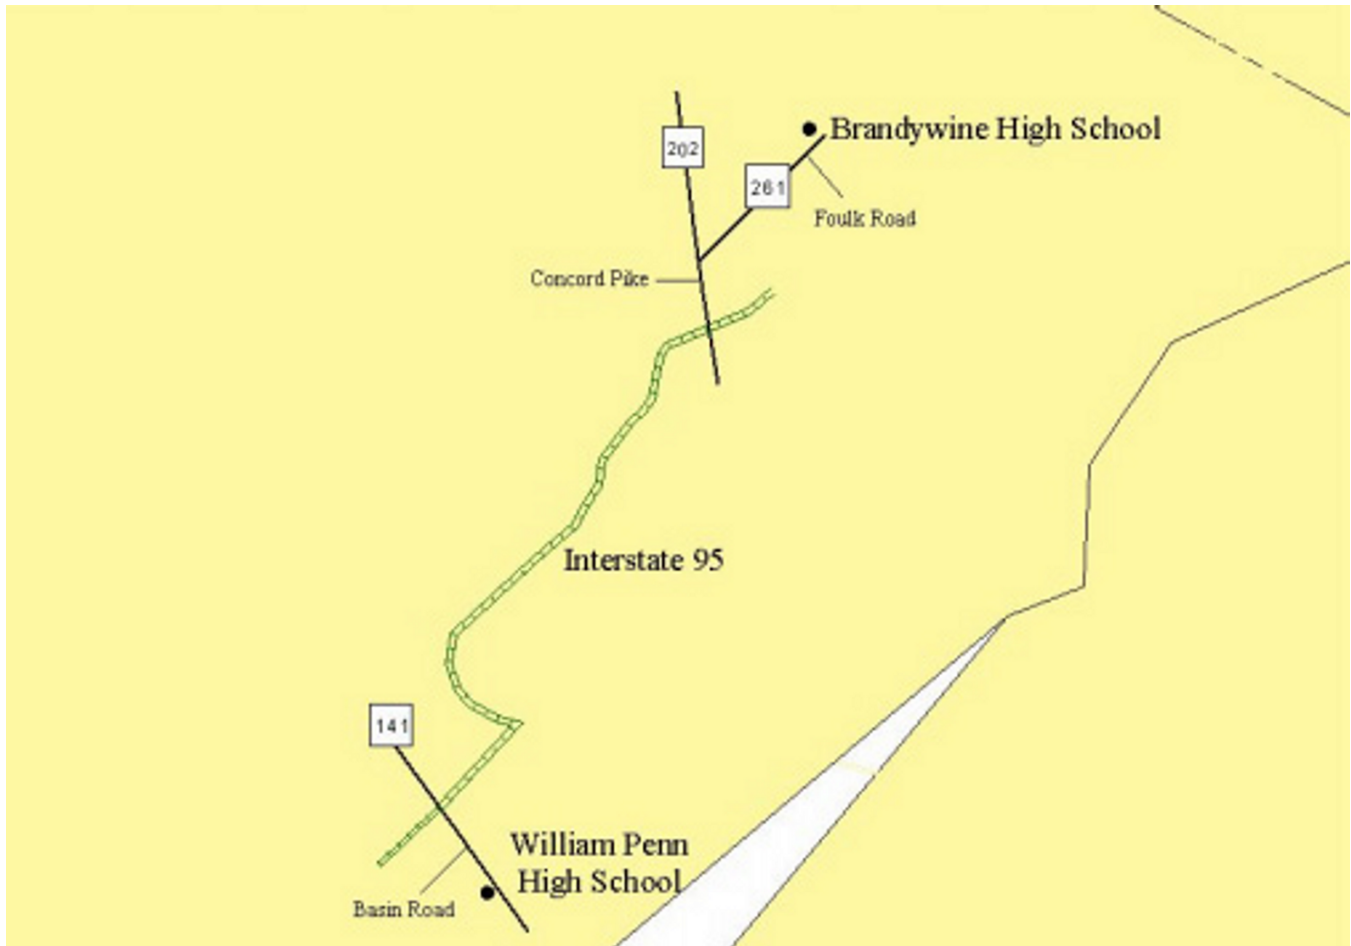 Brandywine High School
202
261
Foulk Road
Concord Pike
Interstate 95
141
William Penn
High School
Basin Road